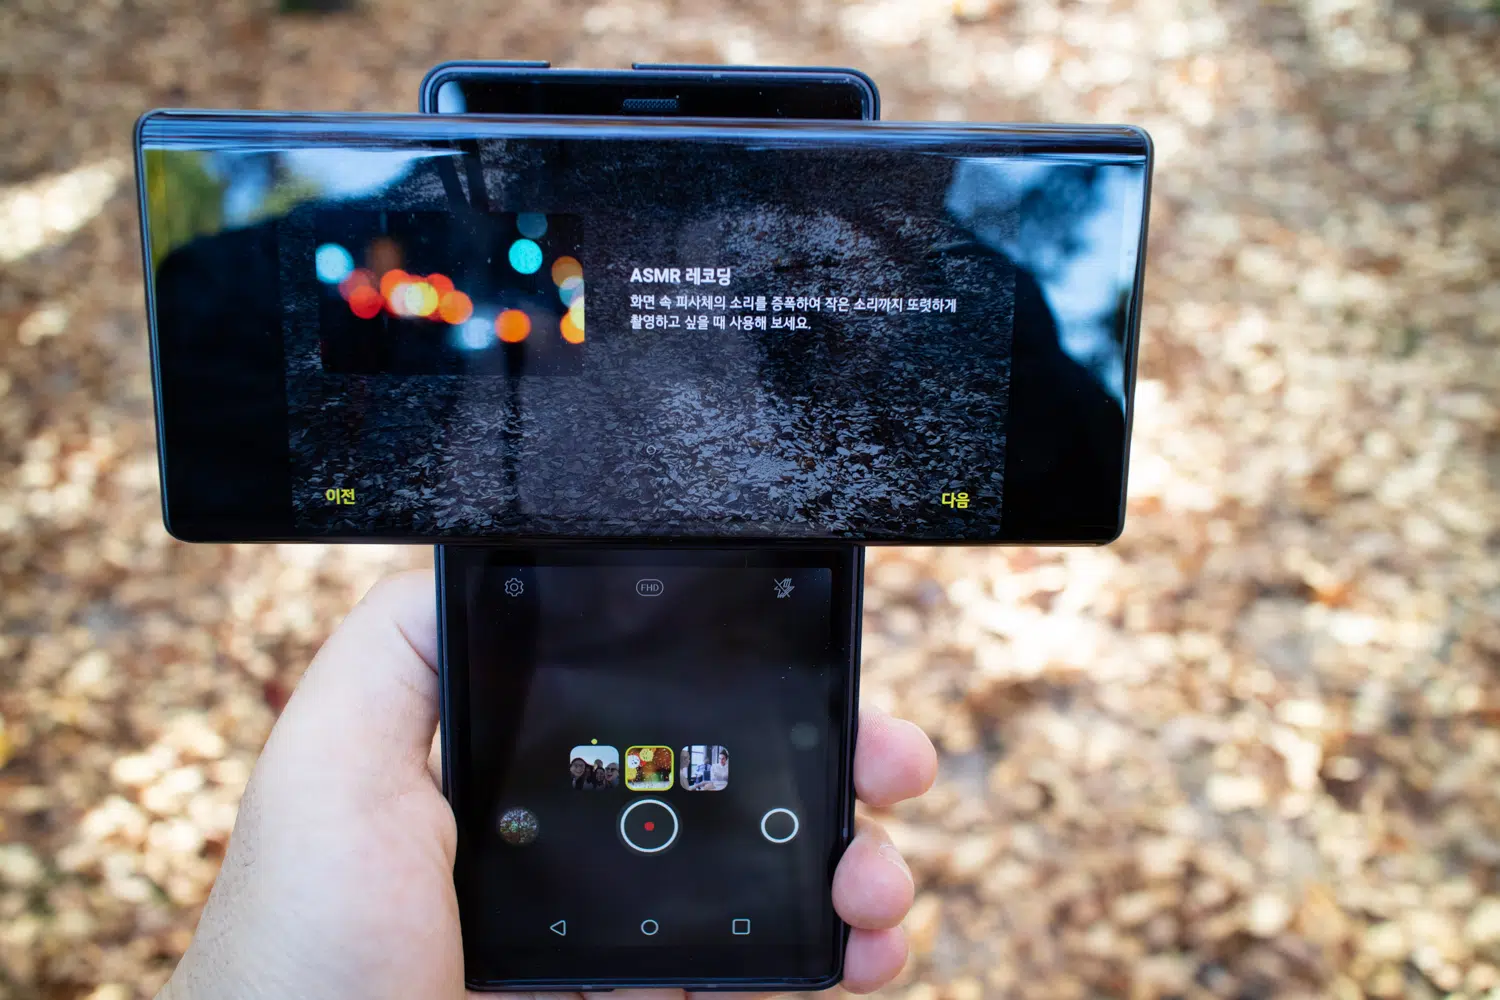 ASMR 레코딩
화면 속 피사체의 소리를 증폭하여 작은 소리까지 또렷하게
촬영하고 싶을 때 사용해 보세요.
이전
다음
FHD